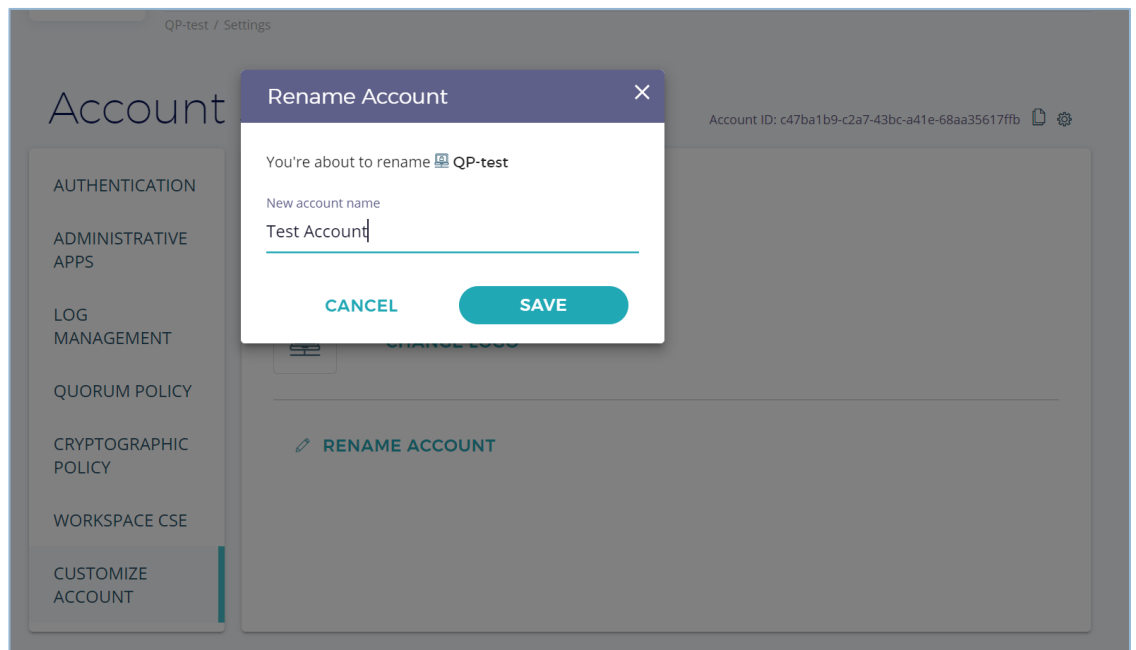 QP-test / Settings
Account
Account ID: c47ba1b9-c2a7-43bc-a41e-68aa35617ffb
Rename Account
You're about to rename QP-test
New account name
Test Account
CANCEL
SAVE
AUTHENTICATION
ADMINISTRATIVE
APPS
LOG
MANAGEMENT
QUORUM POLICY
CRYPTOGRAPHIC
POLICY
WORKSPACE CSE
CUSTOMIZE
ACCOUNT
CHANGE LOGO
RENAME ACCOUNT